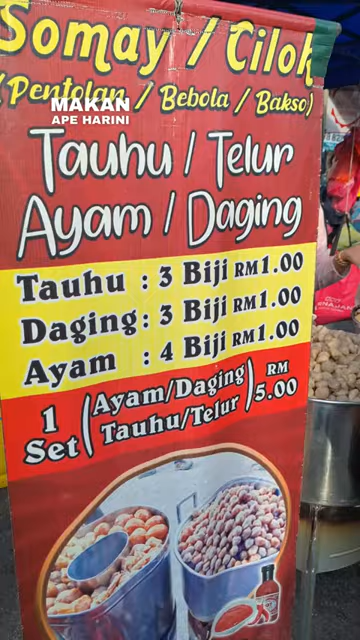 Somay / Cilok
(Pentolan / Bebola / Bakso)
MAKAN
APE HARINI
Tauhu / Telur
Ayam / Daging
Tauhu : 3 Biji RM1.00
Daging : 3 Biji RM1.00
Ayam : 4 Biji RM1.00
1 Set (Ayam/Daging
Tauhu/Telur) RM 5.00